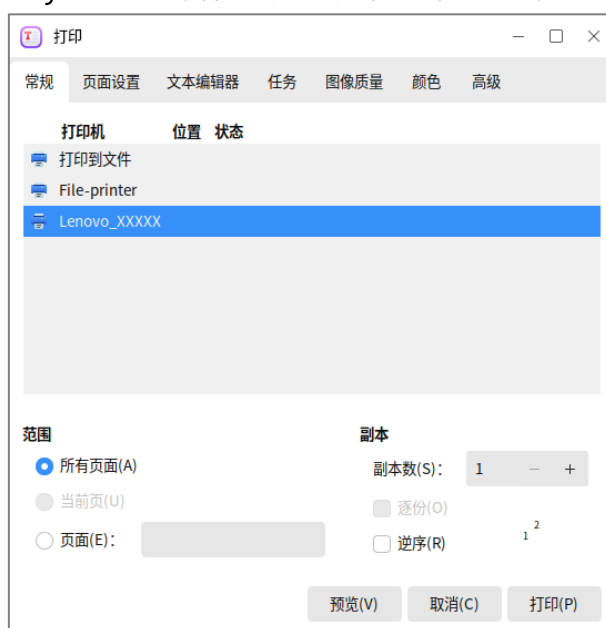 打印
常规 页面设置 文本编辑器 任务 图像质量 颜色 高级
打印机 位置 状态
打印到文件
File-printer
Lenovo_XXXXX
范围 副本
所有页面(A) 副本数(S)： 1 − +
当前页(U) 逐份(O)
页面(E)： 逆序(R) 1 2
预览(V) 取消(C) 打印(P)